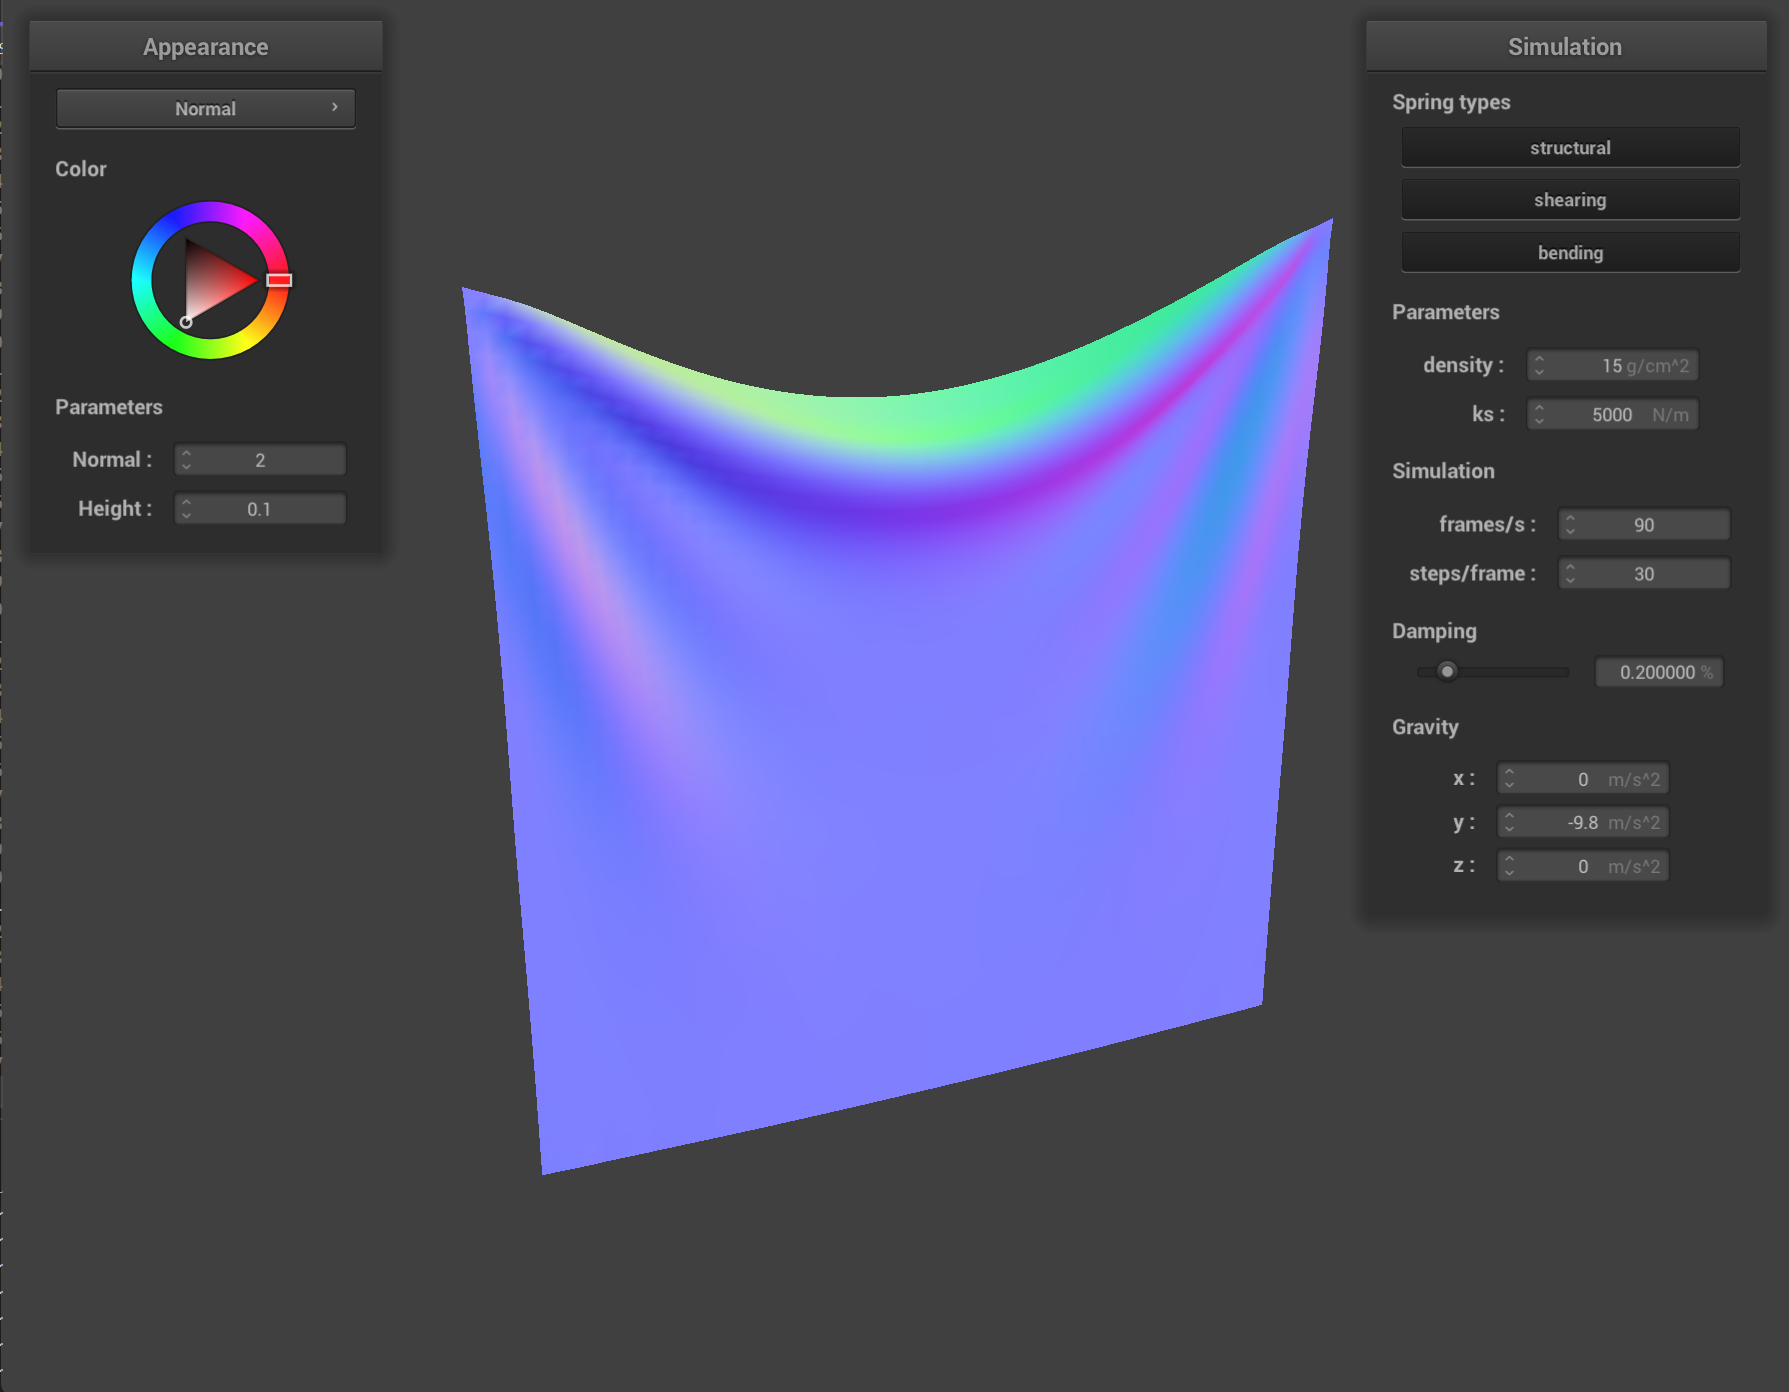 Appearance
Normal ›
Color
Parameters
Normal : 2
Height : 0.1
Simulation
Spring types
structural
shearing
bending
Parameters
density : 15 g/cm^2
ks : 5000 N/m
Simulation
frames/s : 90
steps/frame : 30
Damping
0.200000 %
Gravity
x : 0 m/s^2
y : -9.8 m/s^2
z : 0 m/s^2